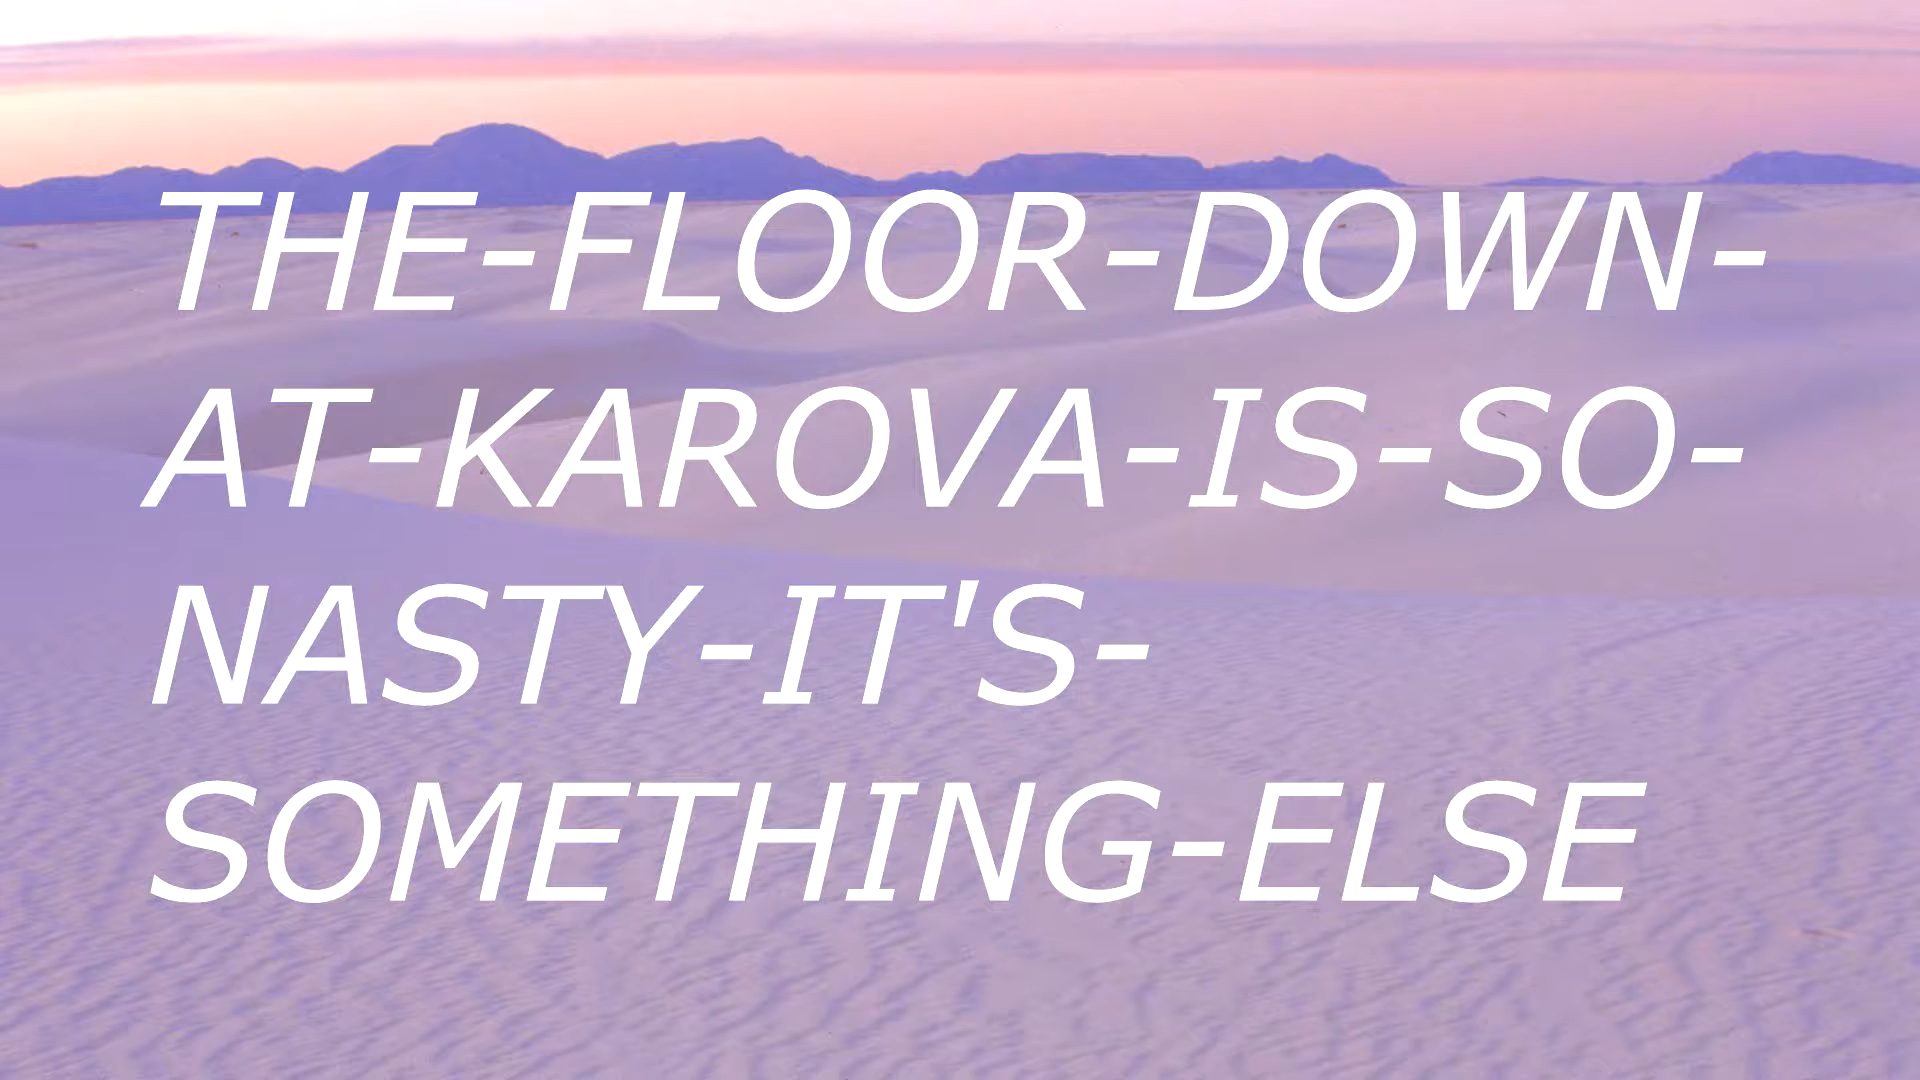 THE-FLOOR-DOWN-
AT-KAROVA-IS-SO-
NASTY-IT'S-
SOMETHING-ELSE